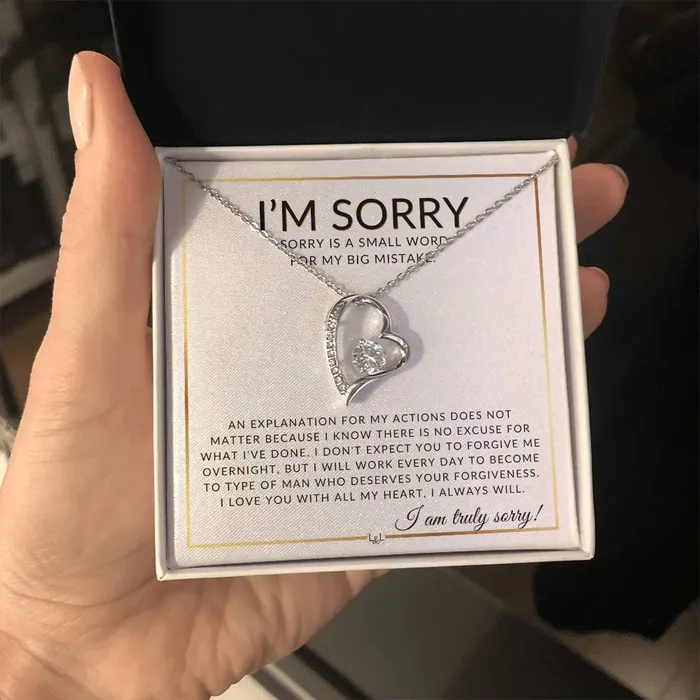 I'M SORRY
SORRY IS A SMALL WORD
FOR MY BIG MISTAKE.
AN EXPLANATION FOR MY ACTIONS DOES NOT
MATTER BECAUSE I KNOW THERE IS NO EXCUSE FOR
WHAT I'VE DONE. I DON'T EXPECT YOU TO FORGIVE ME
OVERNIGHT, BUT I WILL WORK EVERY DAY TO BECOME
TO TYPE OF MAN WHO DESERVES YOUR FORGIVENESS.
I LOVE YOU WITH ALL MY HEART, I ALWAYS WILL.
I am truly sorry!
L&L